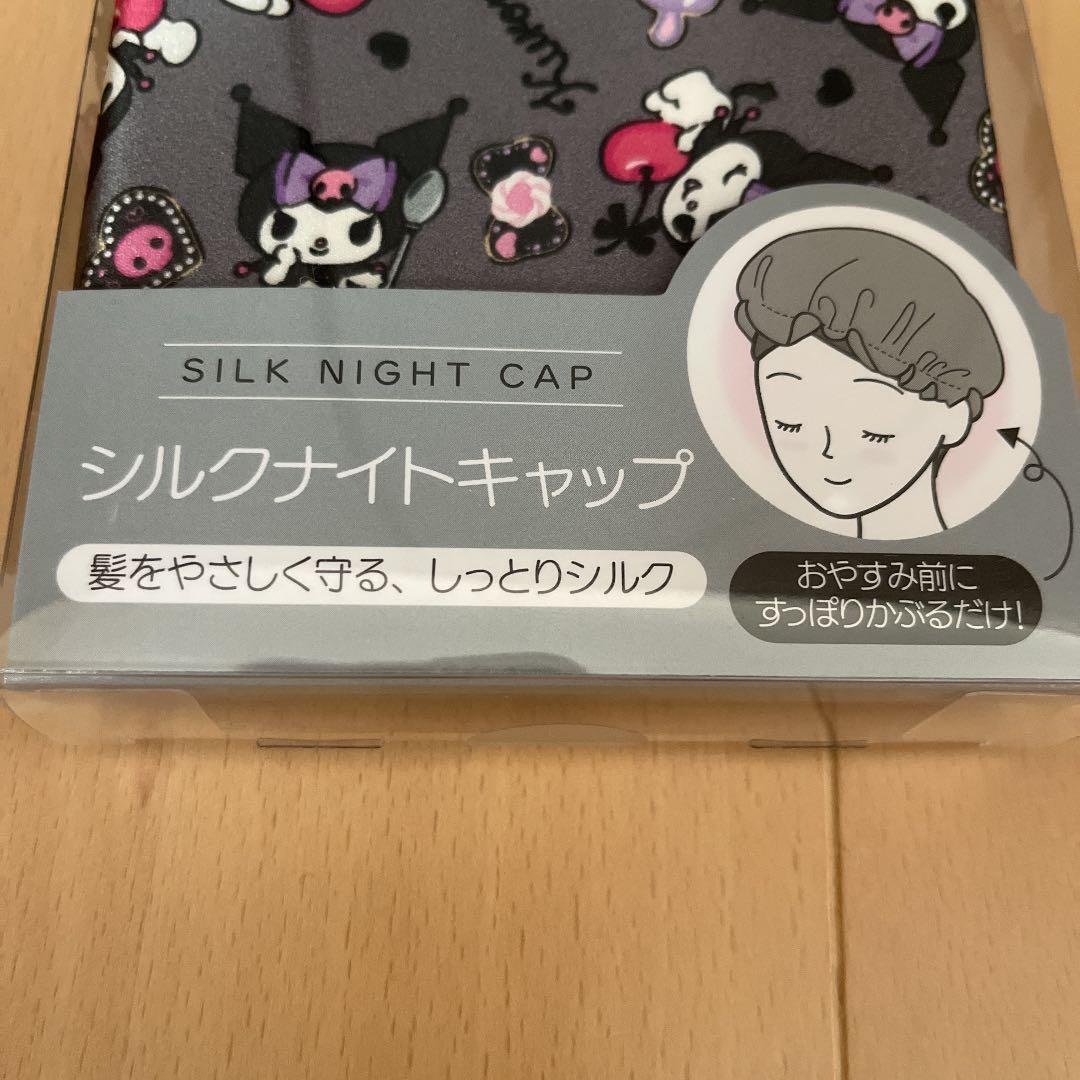 SILK NIGHT CAP
シルクナイトキャップ
髪をやさしく守る、しっとりシルク
おやすみ前に
すっぽりかぶるだけ!